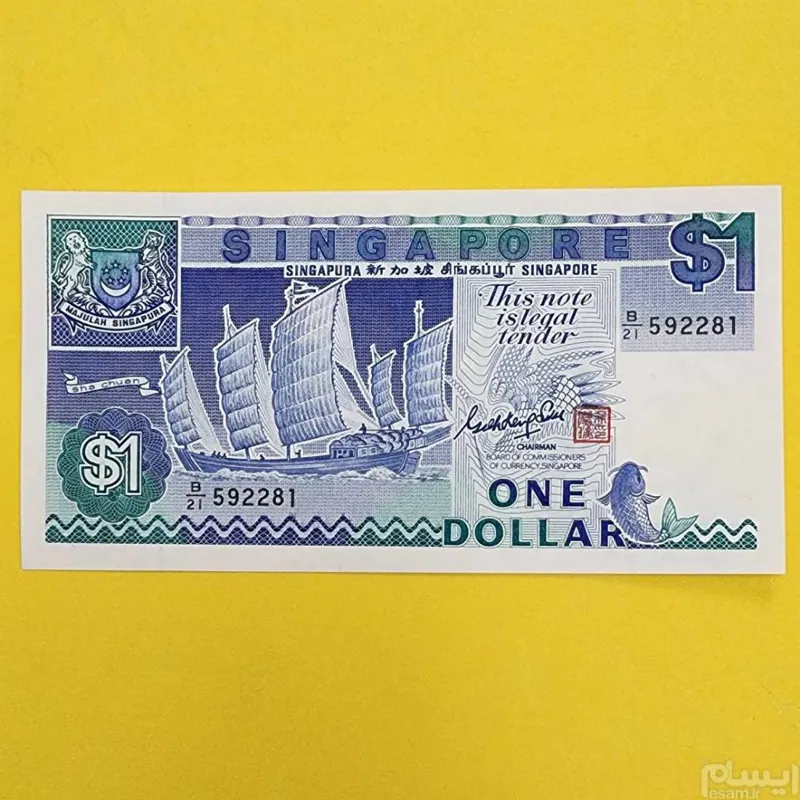 SINGAPORE
$1
SINGAPURA 新加坡 சிங்கப்பூர் SINGAPORE
MAJULAH SINGAPURA
This note
is legal
tender
B/21 592281
sha chuan
$1
B/21 592281
CHAIRMAN
BOARD OF COMMISSIONERS
OF CURRENCY, SINGAPORE
ONE
DOLLAR
ایسام
esam.ir